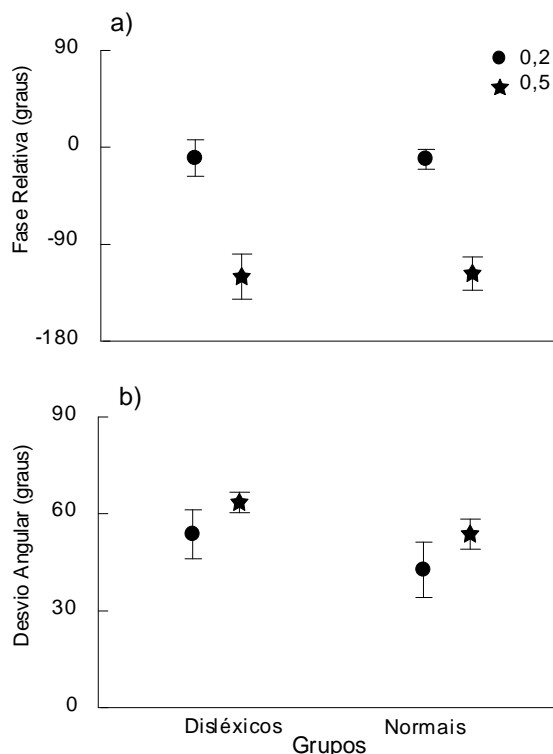 a)
90
0,2
0,5
0
-90
-180
Fase Relativa (graus)
b)
90
60
30
0
Desvio Angular (graus)
Disléxicos Normais
Grupos